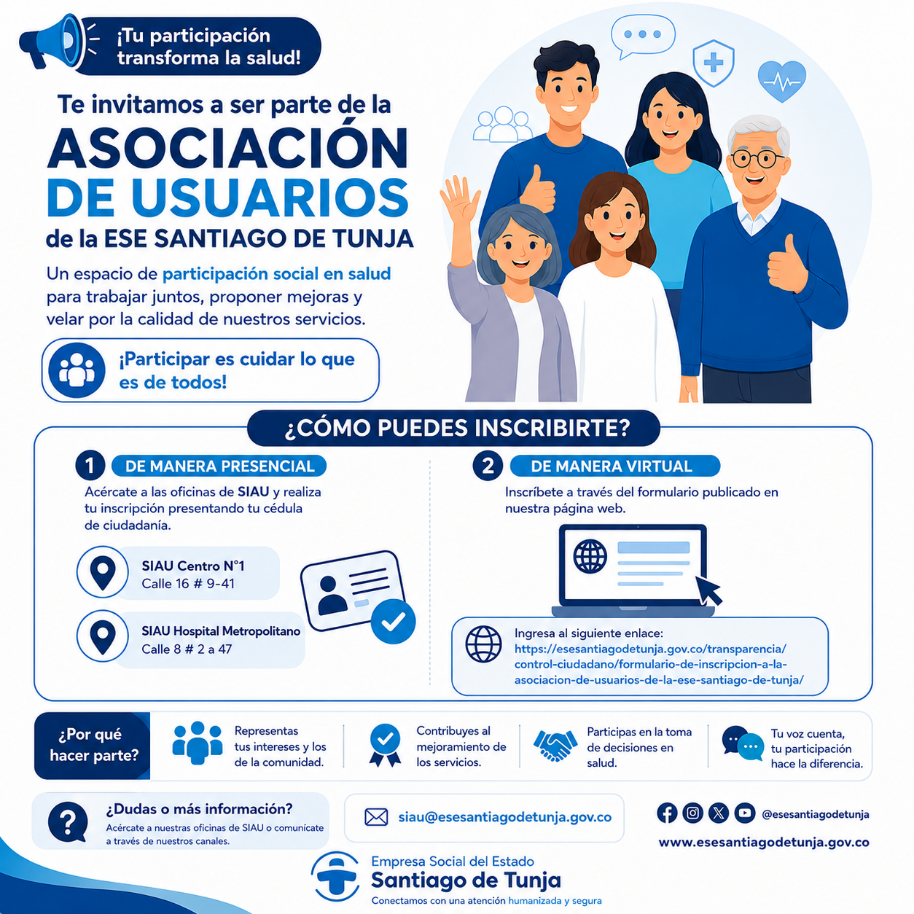 ¡Tu participación
transforma la salud!
Te invitamos a ser parte de la
ASOCIACIÓN
DE USUARIOS
de la ESE SANTIAGO DE TUNJA
Un espacio de participación social en salud
para trabajar juntos, proponer mejoras y
velar por la calidad de nuestros servicios.
¡Participar es cuidar lo que
es de todos!
¿CÓMO PUEDES INSCRIBIRTE?
1 DE MANERA PRESENCIAL
Acércate a las oficinas de SIAU y realiza
tu inscripción presentando tu cédula
de ciudadanía.
SIAU Centro N°1
Calle 16 # 9-41
SIAU Hospital Metropolitano
Calle 8 # 2 a 47
2 DE MANERA VIRTUAL
Inscríbete a través del formulario publicado en
nuestra página web.
Ingresa al siguiente enlace:
https://esesantiagodetunja.gov.co/transparencia/
control-ciudadano/formulario-de-inscripcion-a-la-
asociacion-de-usuarios-de-la-ese-santiago-de-tunja/
¿Por qué
hacer parte?
Representas
tus intereses y los
de la comunidad.
Contribuyes al
mejoramiento de
los servicios.
Participas en la toma
de decisiones en
salud.
Tu voz cuenta,
tu participación
hace la diferencia.
¿Dudas o más información?
Acércate a nuestras oficinas de SIAU o comunícate
a través de nuestros canales.
siau@esesantiagodetunja.gov.co
@esesantiagodetunja
www.esesantiagodetunja.gov.co
Empresa Social del Estado
Santiago de Tunja
Conectamos con una atención humanizada y segura